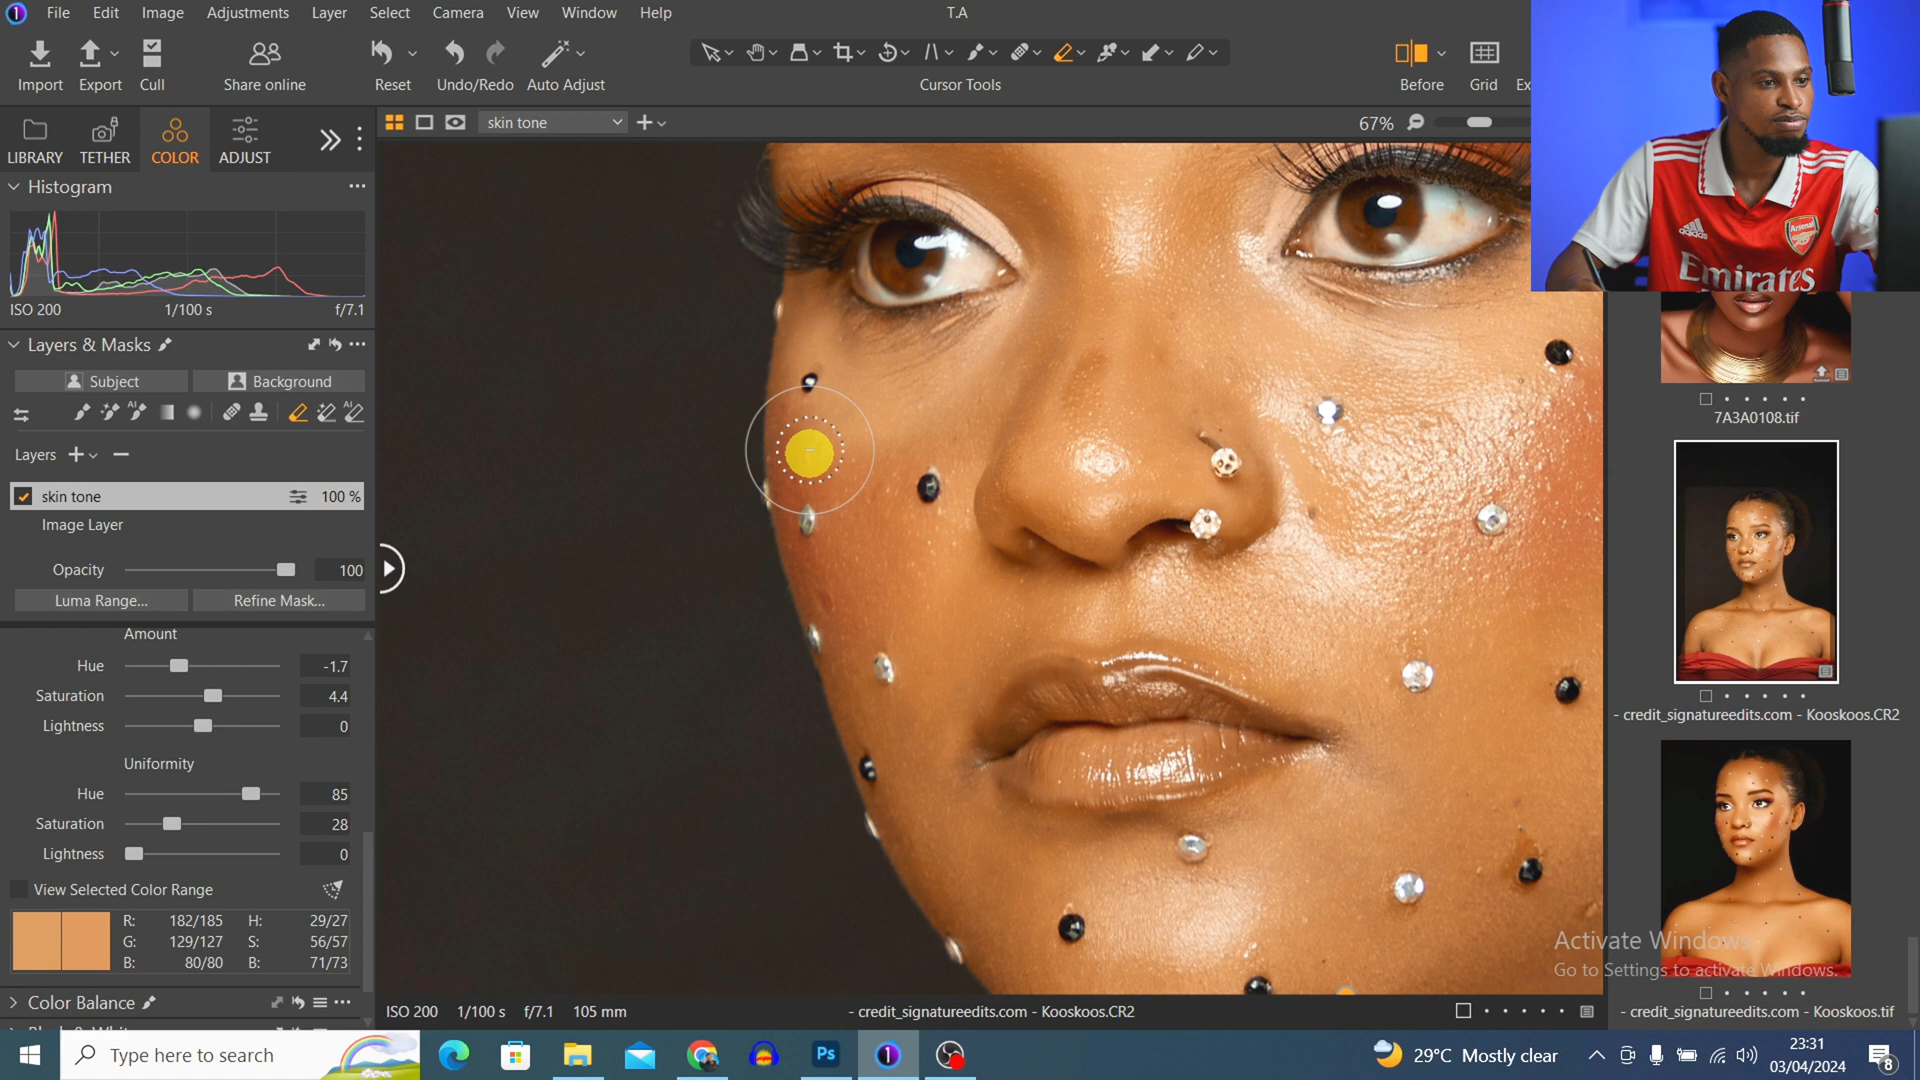 File Edit Image Adjustments Layer Select Camera View Window Help
T.A
Import Export Cull Share online Reset Undo/Redo Auto Adjust Cursor Tools Before Grid Ex
LIBRARY TETHER COLOR ADJUST
skin tone
67%
Histogram
ISO 200 1/100 s f/7.1
Layers & Masks
Subject Background
AI AI
Layers
skin tone 100 %
Image Layer
Opacity 100
Luma Range... Refine Mask...
Amount
Hue -1.7
Saturation 4.4
Lightness 0
Uniformity
Hue 85
Saturation 28
Lightness 0
View Selected Color Range
R: 182/185 H: 29/27
G: 129/127 S: 56/57
B: 80/80 B: 71/73
Color Balance
Arsenal
Emirates
7A3A0108.tif
- credit_signatureedits.com - Kooskoos.CR2
Activate Windows
Go to Settings to activate Windows.
- credit_signatureedits.com - Kooskoos.tif
ISO 200 1/100 s f/7.1 105 mm
- credit_signatureedits.com - Kooskoos.CR2
Type here to search
Ps
29°C Mostly clear
23:31
03/04/2024
8